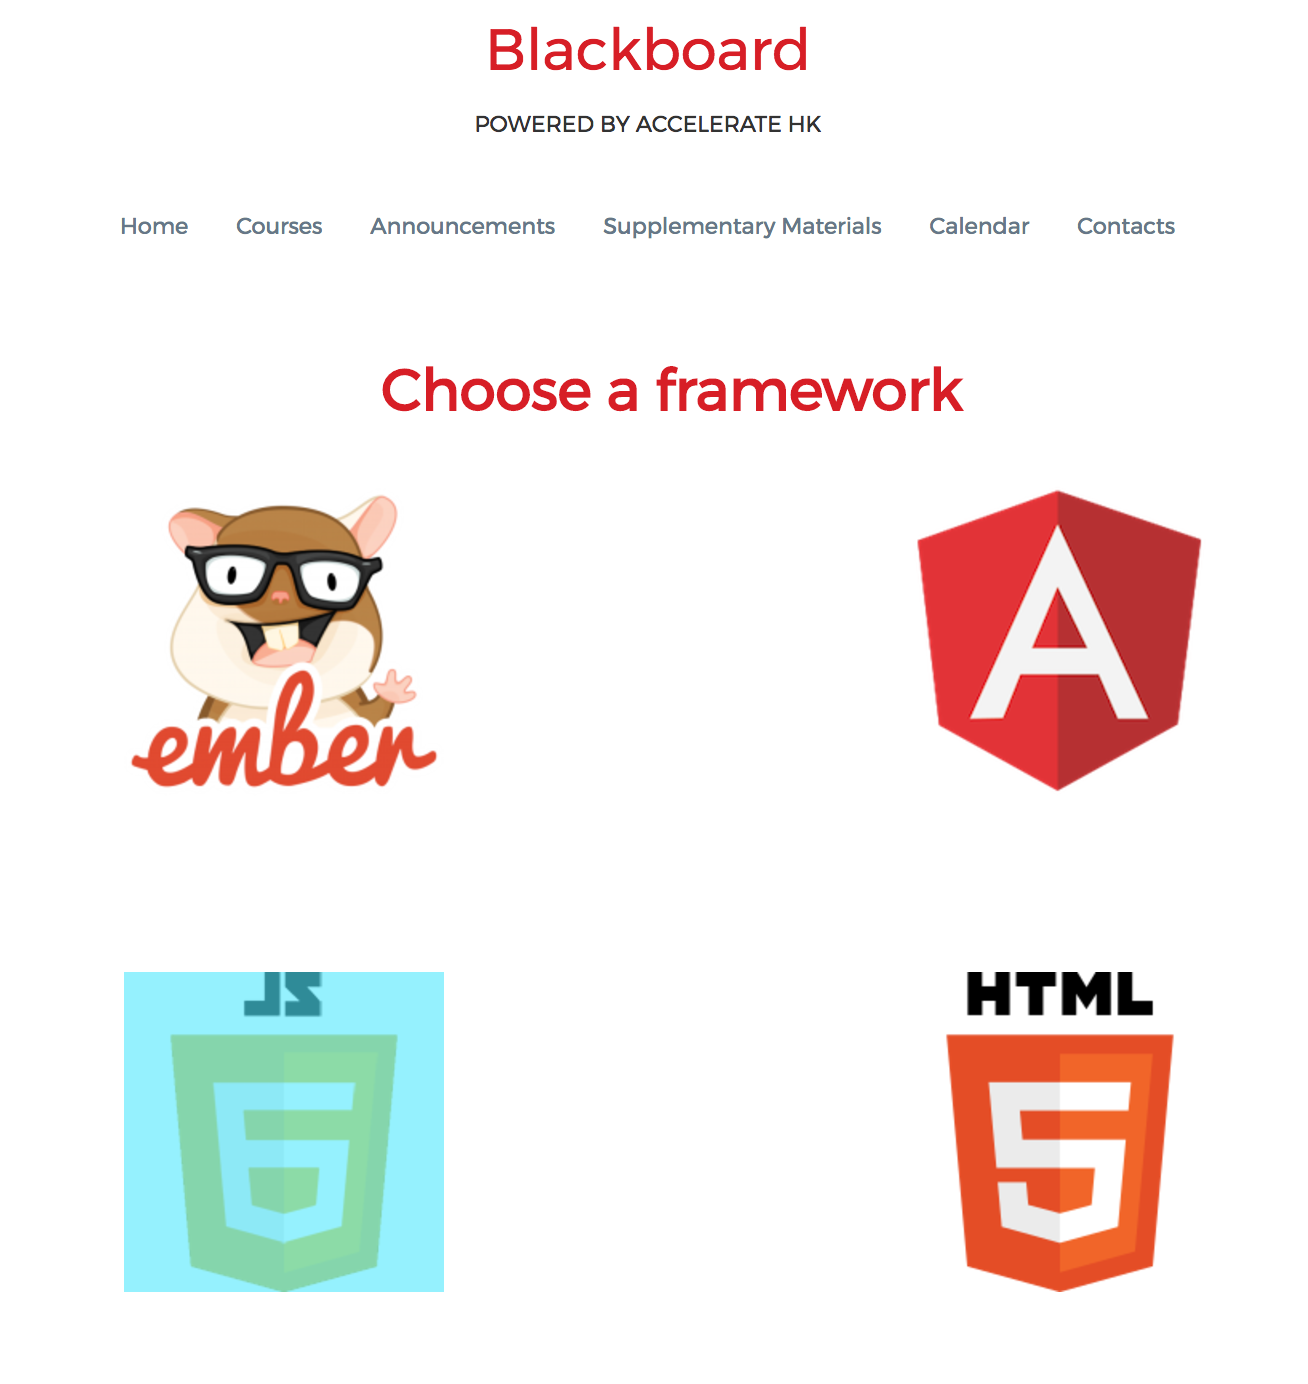 Blackboard
POWERED BY ACCELERATE HK
Home Courses Announcements Supplementary Materials Calendar Contacts
Choose a framework
ember
A
JS HTML
6 5